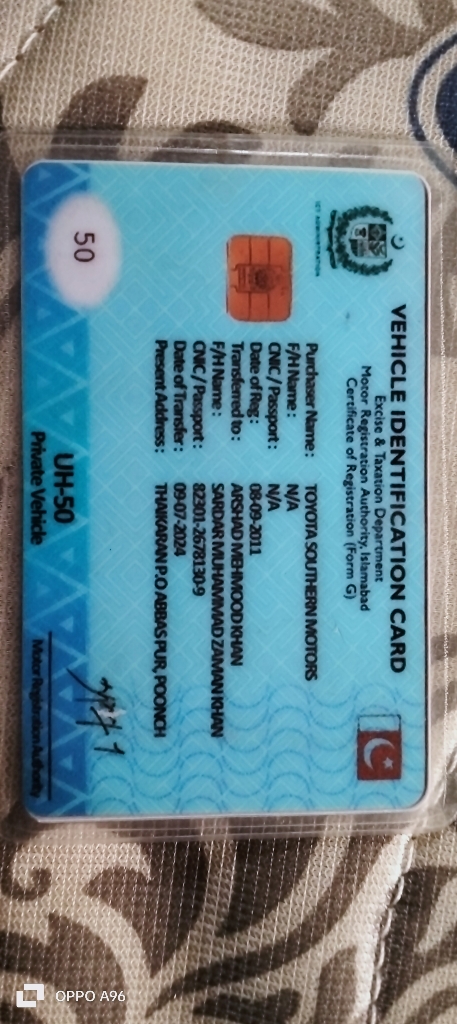 VEHICLE IDENTIFICATION CARD
Excise & Taxation Department
Motor Registration Authority, Islamabad
Certificate of Registration (Form G)
ICT ADMINISTRATION
Purchaser Name : TOYOTA SOUTHERN MOTORS
F/H Name : N/A
CNIC / Passport : N/A
Date of Reg : 08-09-2011
Transferred to : ARSHAD MEHMOOD KHAN
F/H Name : SARDAR MUHAMMAD ZAMAN KHAN
CNIC / Passport : 82301-2678130-9
Date of Transfer : 09-07-2024
Present Address : THAKARAN P.O ABBAS PUR, POONCH
50
UH-50
Private Vehicle
Motor Registration Authority
OPPO A96